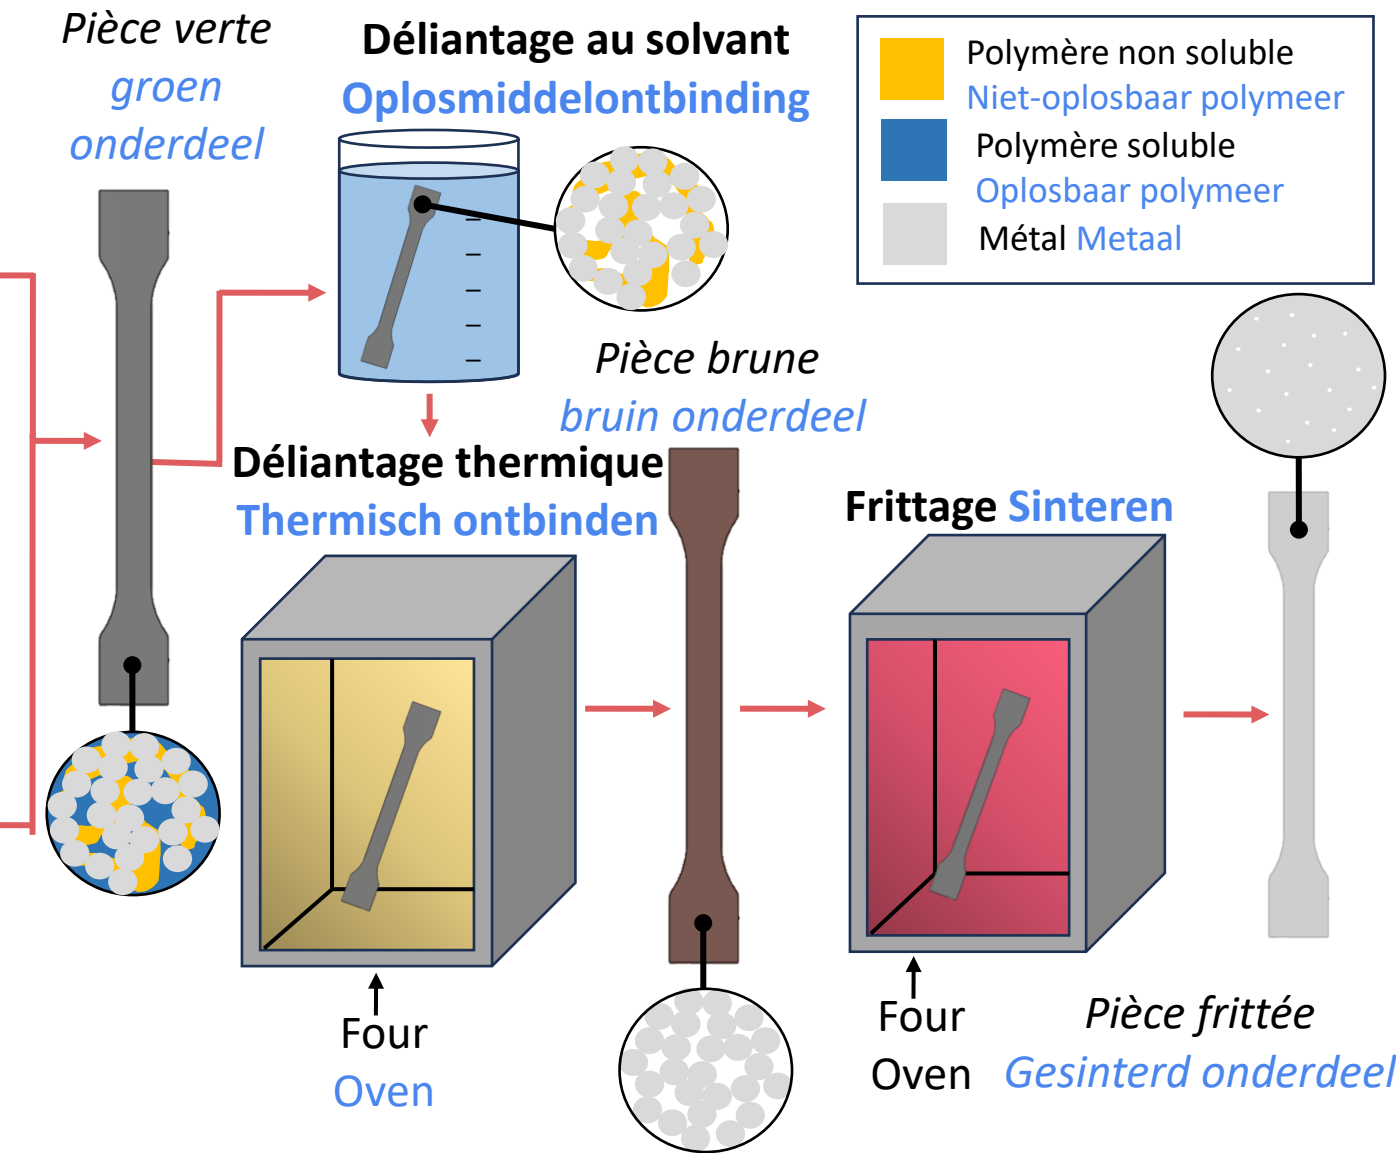 Pièce verte
groen
onderdeel
Déliantage au solvant
Oplosmiddelontbinding
Polymère non soluble
Niet-oplosbaar polymeer
Polymère soluble
Oplosbaar polymeer
Métal Metaal
Pièce brune
bruin onderdeel
Déliantage thermique
Thermisch ontbinden
Frittage Sinteren
Four
Oven
Four
Oven
Pièce frittée
Gesinterd onderdeel